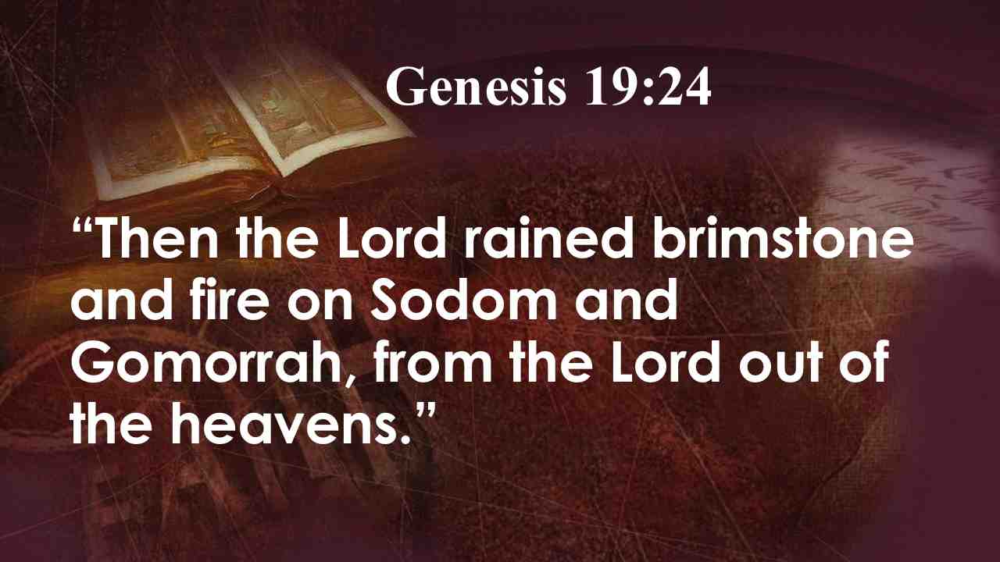 Genesis 19:24
“Then the Lord rained brimstone
and fire on Sodom and
Gomorrah, from the Lord out of
the heavens.”